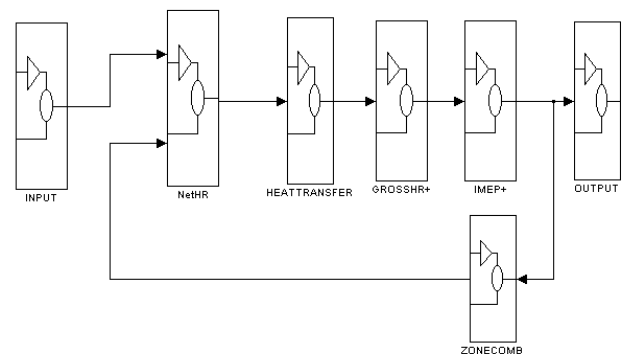 INPUT
NetHR
HEATTRANSFER
GROSSHR+
IMEP+
OUTPUT
ZONECOMB